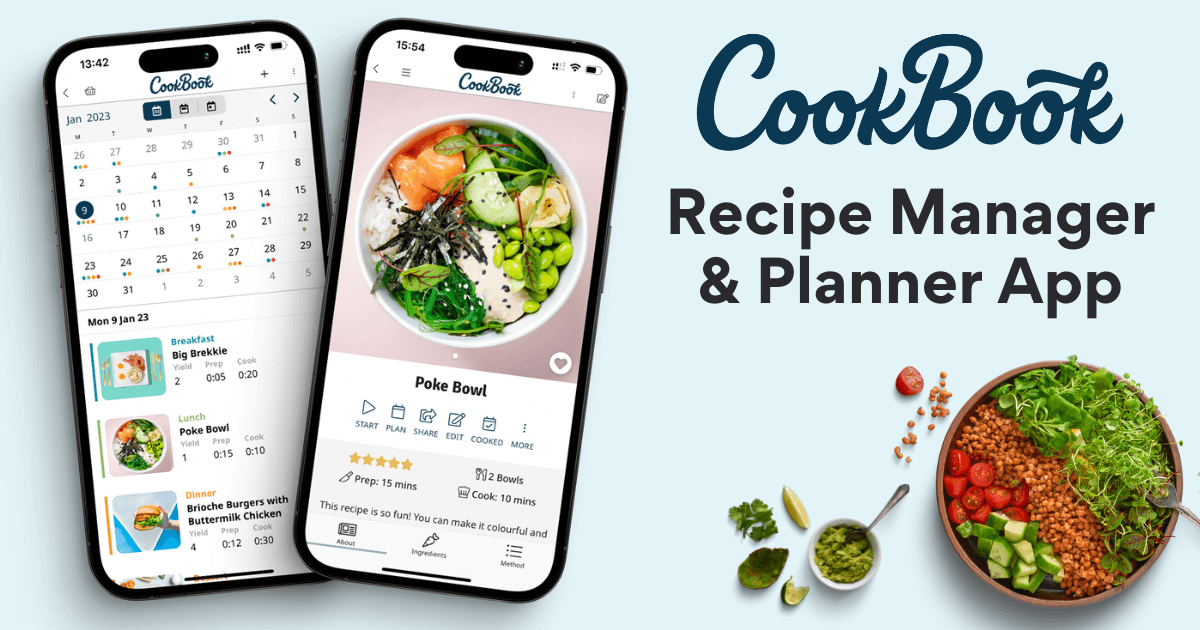 13:42
CookBook
Jan 2023
M T W T F S S
26 27 28 29 30 31 1
2 3 4 5 6 7 8
9 10 11 12 13 14 15
16 17 18 19 20 21 22
23 24 25 26 27 28 29
30 31 1 2 3 4 5
Mon 9 Jan 23
Breakfast
Big Brekkie
Yield Prep Cook
2 0:05 0:20
Lunch
Poke Bowl
Yield Prep Cook
1 0:15 0:10
Dinner
Brioche Burgers with
Buttermilk Chicken
Yield Prep Cook
4 0:12 0:30
15:54
CookBook
Poke Bowl
START PLAN SHARE EDIT COOKED MORE
2 Bowls
Prep: 15 mins
Cook: 10 mins
This recipe is so fun! You can make it colourful and
About
Ingredients
Method
CookBook
Recipe Manager
& Planner App